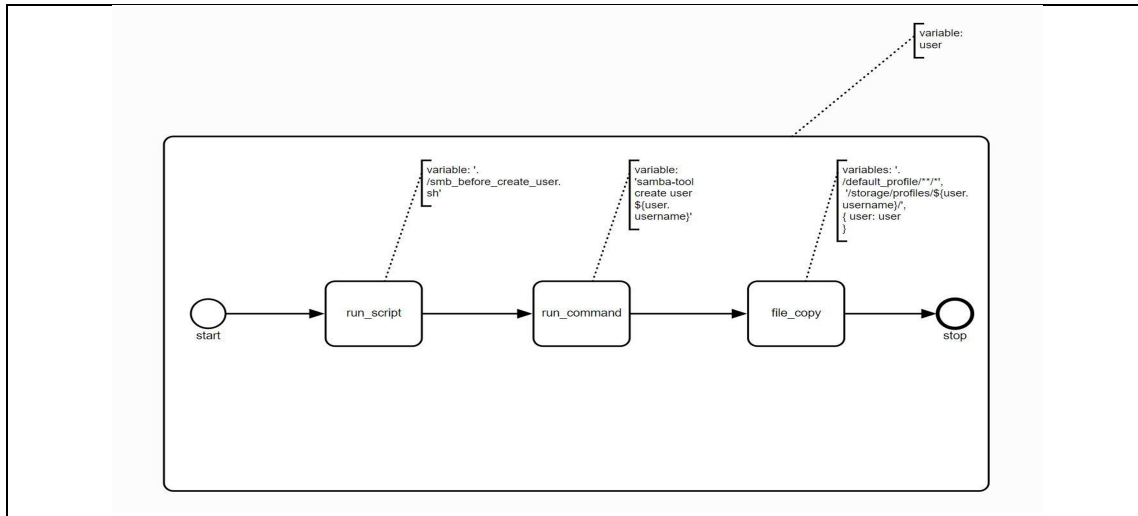 variable:
user
variable: '.
/smb_before_create_user.
sh'
variable:
'samba-tool
create user
${user.
username}'
variables: '.
/default_profile/**/*',
'/storage/profiles/${user.
username}/',
{ user: user
}
start
run_script
run_command
file_copy
stop